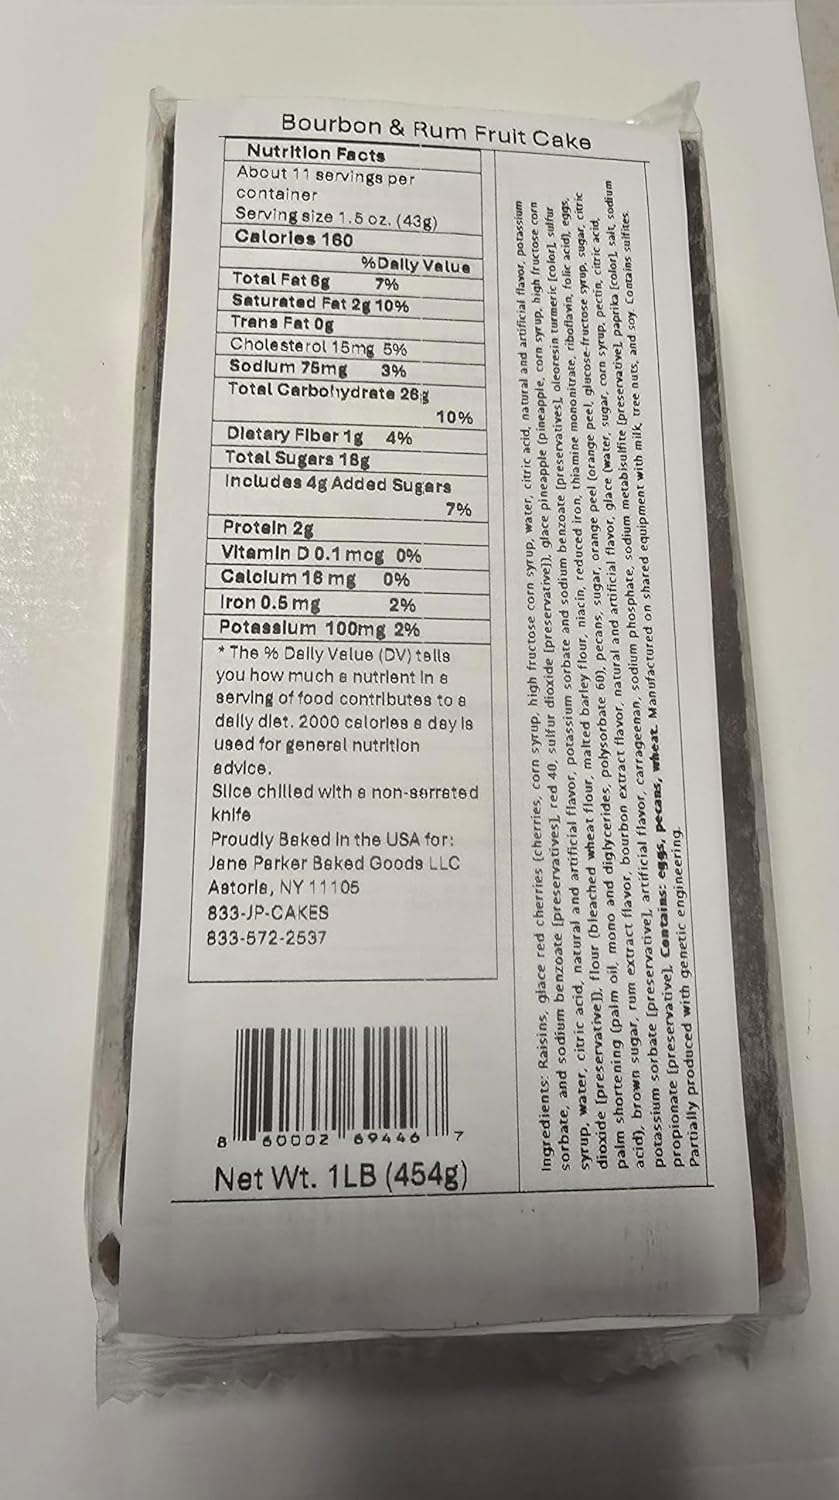 Bourbon & Rum Fruit Cake
Nutrition Facts
About 11 servings per
container
Serving size 1.5 oz. (43g)
Calories 160
%Daily Value
Total Fat 6g 7%
Saturated Fat 2g 10%
Trans Fat 0g
Cholesterol 15mg 5%
Sodium 75mg 3%
Total Carbohydrate 26g
10%
Dietary Fiber 1g 4%
Total Sugars 18g
Includes 4g Added Sugars
7%
Protein 2g
Vitamin D 0.1 mcg 0%
Calcium 16 mg 0%
Iron 0.5 mg 2%
Potassium 100mg 2%
* The % Daily Value (DV) tells
you how much a nutrient in a
serving of food contributes to a
daily diet. 2000 calories a day is
used for general nutrition
advice.
Slice chilled with a non-serrated
knife
Proudly Baked in the USA for:
Jane Parker Baked Goods LLC
Astoria, NY 11105
833-JP-CAKES
833-572-2537
8 60002 69446 7
Net Wt. 1LB (454g)
Ingredients: Raisins, glace red cherries (cherries, corn syrup, high fructose corn syrup, water, citric acid, natural and artificial flavor, potassium
sorbate, and sodium benzoate [preservatives], red 40, sulfur dioxide [preservative]), glace pineapple (pineapple, corn syrup, high fructose corn
syrup, water, citric acid, natural and artificial flavor, potassium sorbate and sodium benzoate [preservatives], oleoresin turmeric [color], sulfur
dioxide [preservative]), flour (bleached wheat flour, malted barley flour, niacin, reduced iron, thiamine mononitrate, riboflavin, folic acid), eggs,
palm shortening (palm oil, mono and diglycerides, polysorbate 60), pecans, sugar, orange peel (orange peel, glucose-fructose syrup, sugar, citric
acid), brown sugar, rum extract flavor, bourbon extract flavor, natural and artificial flavor, glace (water, sugar, corn syrup, pectin, citric acid,
potassium sorbate [preservative], artificial flavor, carrageenan, sodium phosphate, sodium metabisulfite [preservative], paprika [color], salt, sodium
propionate [preservative]. Contains: eggs, pecans, wheat. Manufactured on shared equipment with milk, tree nuts, and soy. Contains sulfites.
Partially produced with genetic engineering.